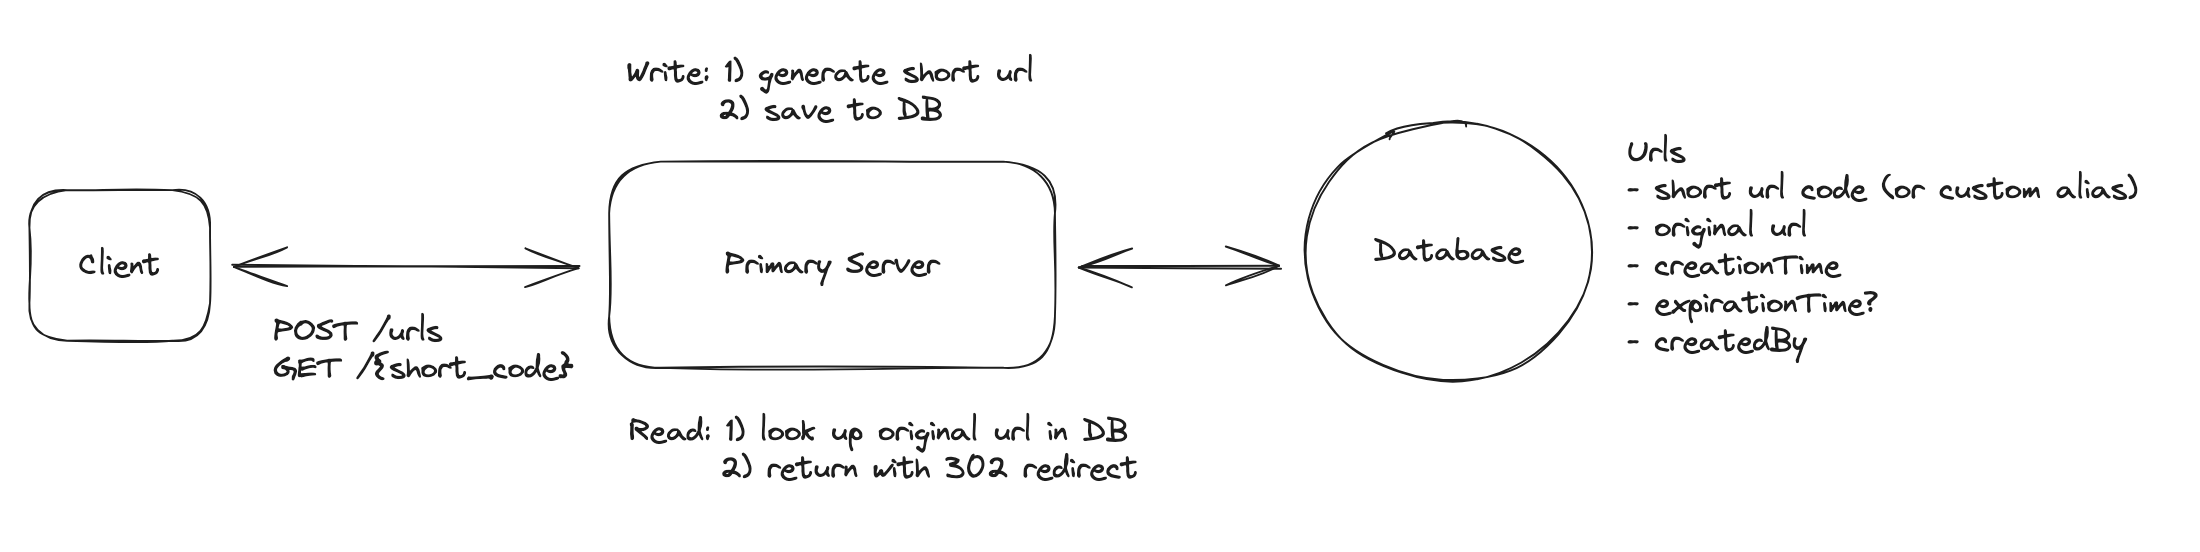 Write: 1) generate short url
2) save to DB
Client
POST /urls
GET /{short_code}
Primary Server
Read: 1) look up original url in DB
2) return with 302 redirect
Database
Urls
- short url code (or custom alias)
- original url
- creationTime
- expirationTime?
- createdBy